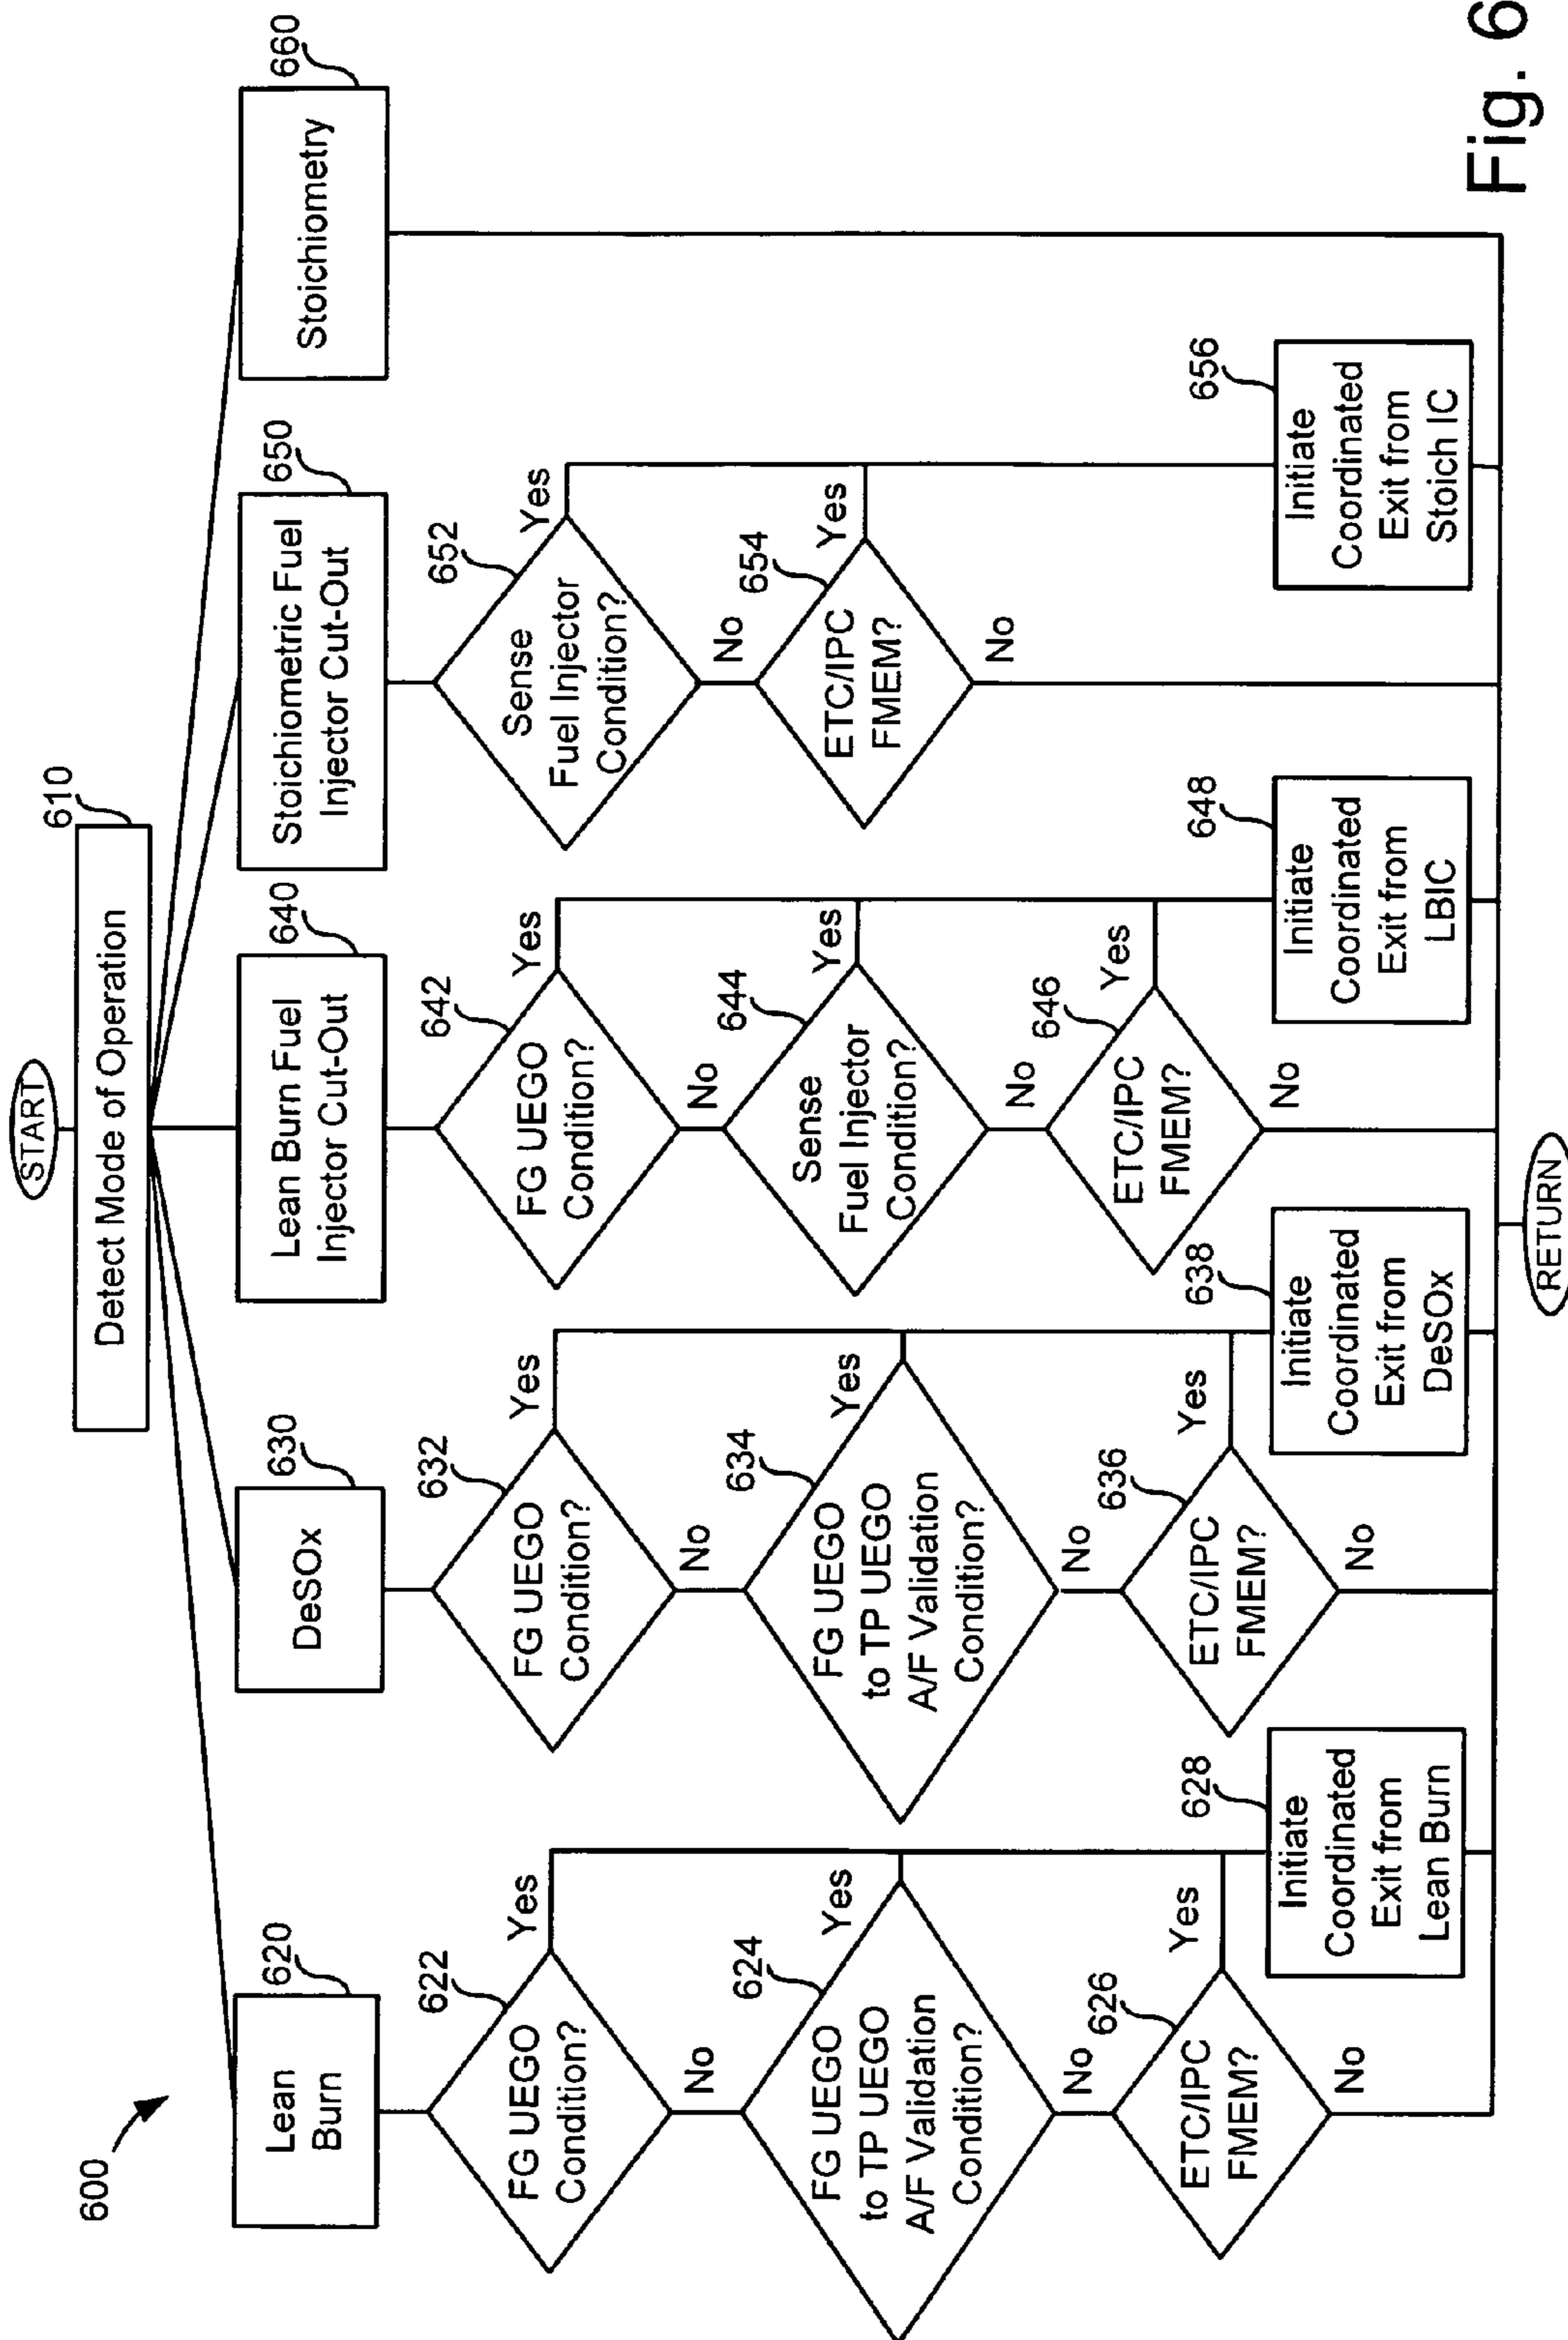 START
610
Detect Mode of Operation
600
620
Lean
Burn
622
FG UEGO
Condition?
Yes
No
624
FG UEGO
to TP UEGO
A/F Validation
Condition?
Yes
No
626
ETC/IPC
FMEM?
Yes
No
628
Initiate
Coordinated
Exit from
Lean Burn
630
DeSOx
632
FG UEGO
Condition?
Yes
No
634
FG UEGO
to TP UEGO
A/F Validation
Condition?
Yes
No
636
ETC/IPC
FMEM?
Yes
No
638
Initiate
Coordinated
Exit from
DeSOx
640
Lean Burn Fuel
Injector Cut-Out
642
FG UEGO
Condition?
Yes
No
644
Sense
Fuel Injector
Condition?
Yes
No
646
ETC/IPC
FMEM?
Yes
No
648
Initiate
Coordinated
Exit from
LBIC
650
Stoichiometric Fuel
Injector Cut-Out
652
Sense
Fuel Injector
Condition?
Yes
No
654
ETC/IPC
FMEM?
Yes
No
656
Initiate
Coordinated
Exit from
Stoich IC
660
Stoichiometry
RETURN
Fig. 6